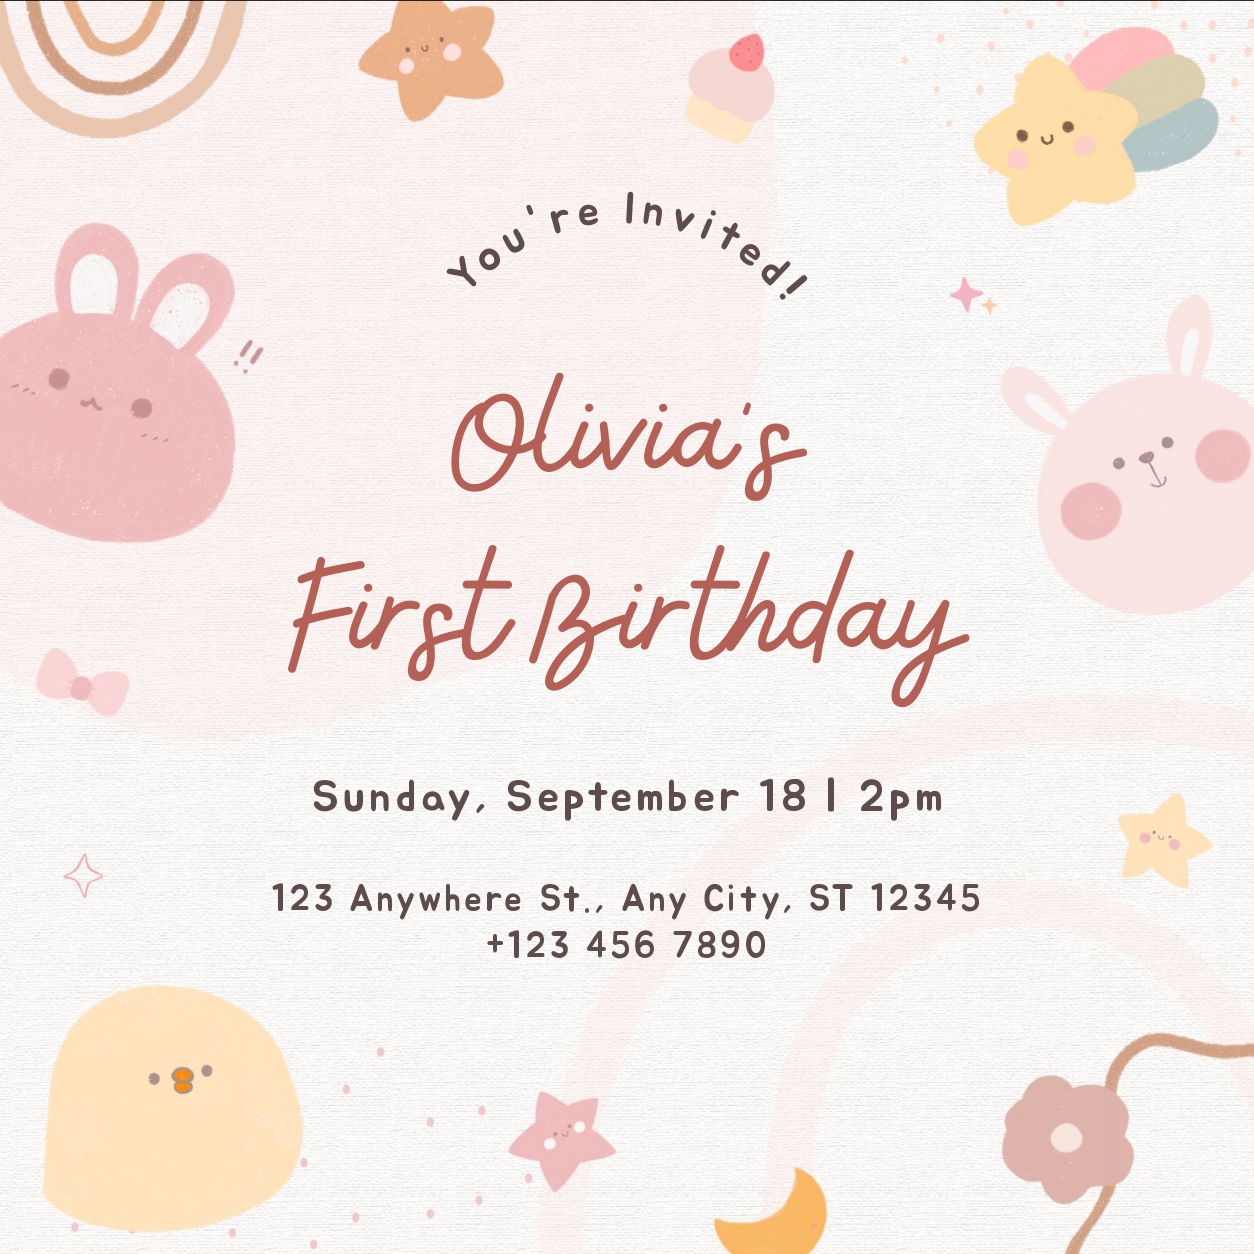 You're Invited!
Olivia's
First Birthday
Sunday, September 18 | 2pm
123 Anywhere St., Any City, ST 12345
+123 456 7890